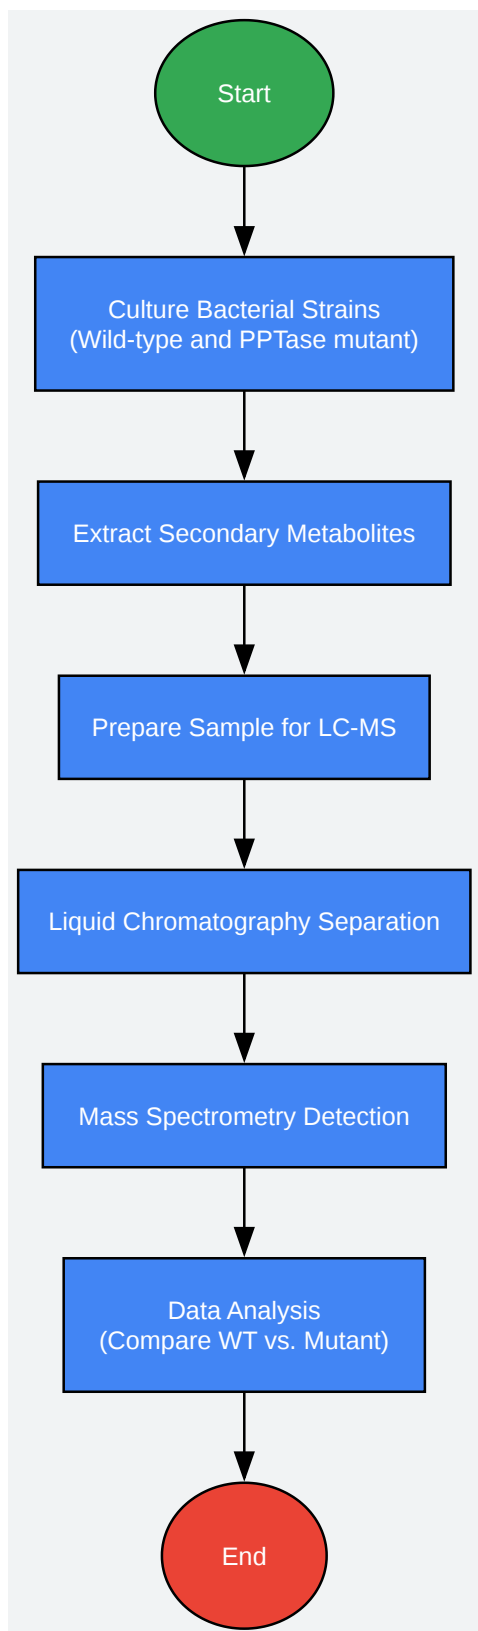 Start
Culture Bacterial Strains
(Wild-type and PPTase mutant)
Extract Secondary Metabolites
Prepare Sample for LC-MS
Liquid Chromatography Separation
Mass Spectrometry Detection
Data Analysis
(Compare WT vs. Mutant)
End